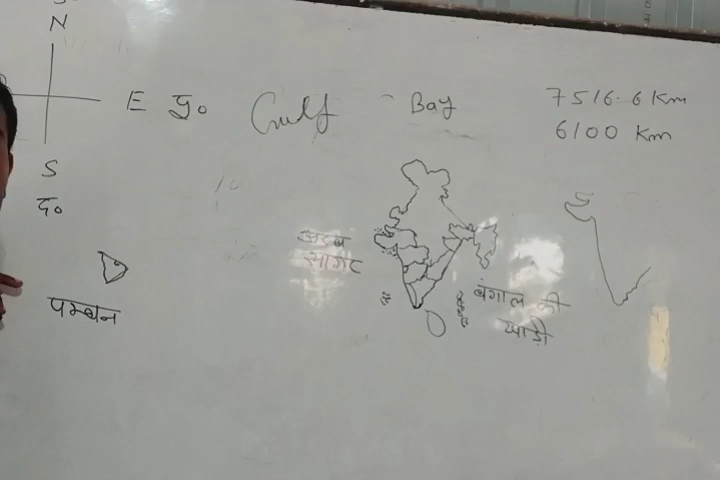 N
E पू०
Gulf
Bay
7516.6 Km
6100 Km
S
द०
अरब
सागर
बंगाल की
खाड़ी
पम्बन